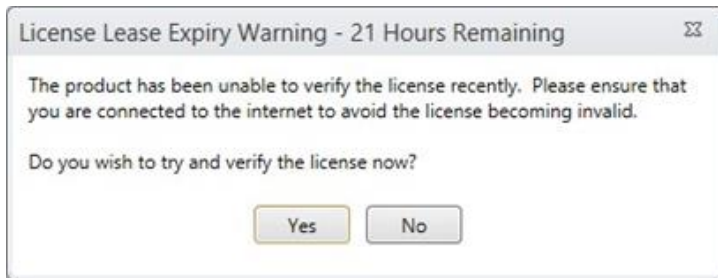 License Lease Expiry Warning - 21 Hours Remaining
The product has been unable to verify the license recently.  Please ensure that
you are connected to the internet to avoid the license becoming invalid.
Do you wish to try and verify the license now?
Yes
No